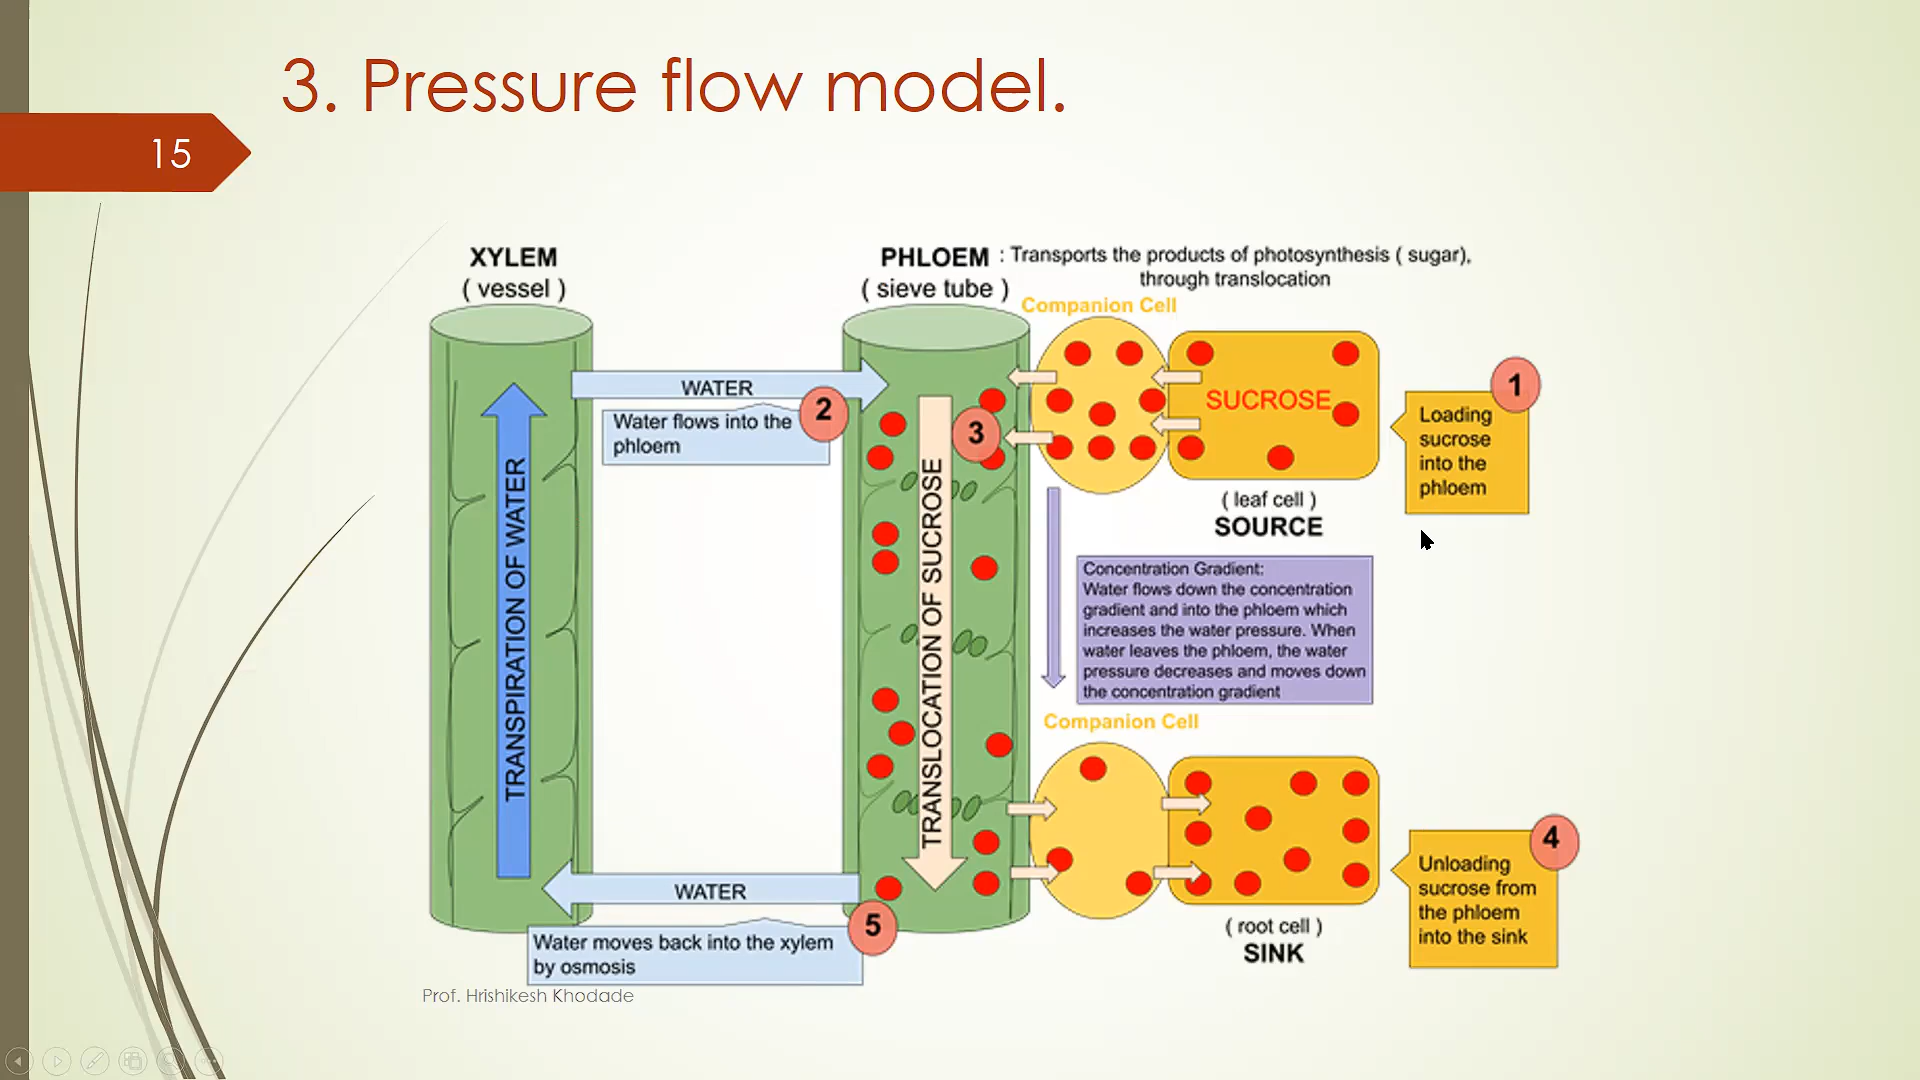 3. Pressure flow model.
15
XYLEM
( vessel )
PHLOEM : Transports the products of photosynthesis ( sugar),
through translocation
( sieve tube )
Companion Cell
WATER
2
Water flows into the
phloem
TRANSPIRATION OF WATER
3
TRANSLOCATION OF SUCROSE
SUCROSE
1
Loading
sucrose
into the
phloem
( leaf cell )
SOURCE
Concentration Gradient:
Water flows down the concentration
gradient and into the phloem which
increases the water pressure. When
water leaves the phloem, the water
pressure decreases and moves down
the concentration gradient
Companion Cell
4
Unloading
sucrose from
the phloem
into the sink
WATER
5
Water moves back into the xylem
by osmosis
( root cell )
SINK
Prof. Hrishikesh Khodade